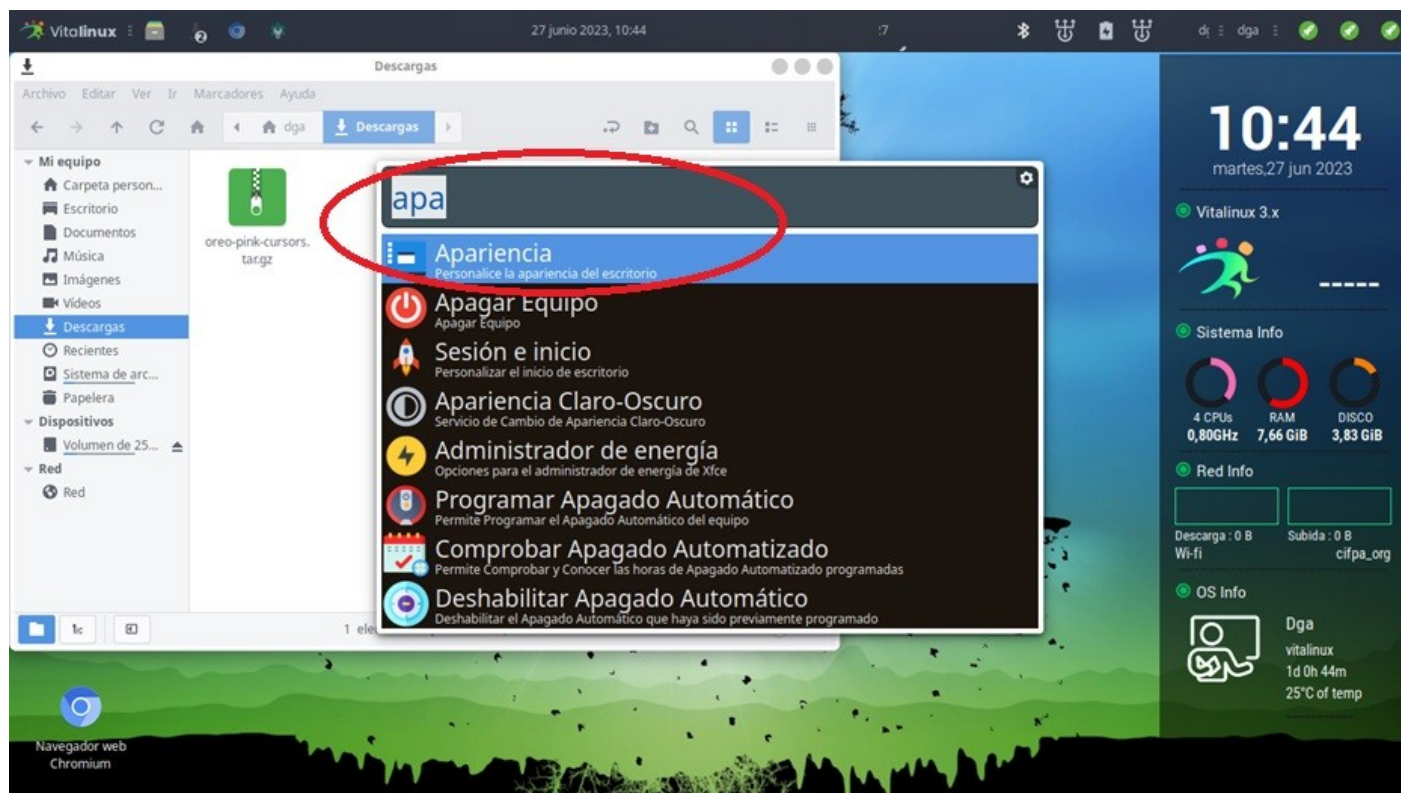 Vitalinux
2
27 junio 2023, 10:44
:7
dga
Descargas
Archivo Editar Ver Ir Marcadores Ayuda
dga
Descargas
Mi equipo
Carpeta person...
Escritorio
Documentos
Música
Imágenes
Vídeos
Descargas
Recientes
Sistema de arc...
Papelera
Dispositivos
Volumen de 25...
Red
Red
oreo-pink-cursors.
tar.gz
1 ele
apa
Apariencia
Personalice la apariencia del escritorio
Apagar Equipo
Apagar Equipo
Sesión e inicio
Personalizar el inicio de escritorio
Apariencia Claro-Oscuro
Servicio de Cambio de Apariencia Claro-Oscuro
Administrador de energía
Opciones para el administrador de energía de Xfce
Programar Apagado Automático
Permite Programar el Apagado Automático del equipo
Comprobar Apagado Automatizado
Permite Comprobar y Conocer las horas de Apagado Automatizado programadas
Deshabilitar Apagado Automático
Deshabilitar el Apagado Automático que haya sido previamente programado
Navegador web
Chromium
10:44
martes,27 jun 2023
Vitalinux 3.x
-----
Sistema Info
4 CPUs RAM DISCO
0,80GHz 7,66 GiB 3,83 GiB
Red Info
Descarga : 0 B Subida : 0 B
Wi-fi cifpa_org
OS Info
Dga
vitalinux
1d 0h 44m
25°C of temp